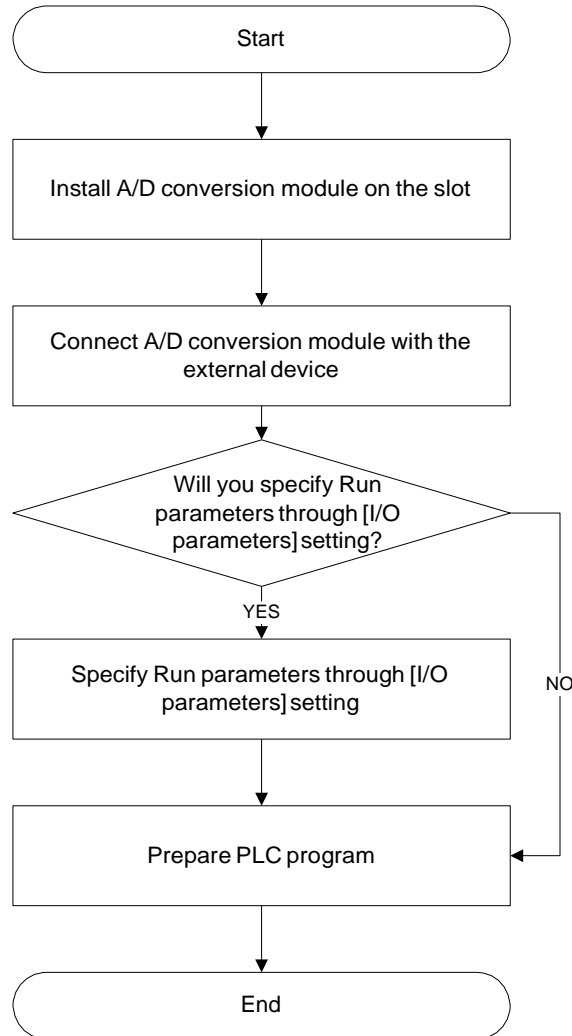 Start
Install A/D conversion module on the slot
Connect A/D conversion module with the
external device
Will you specify Run
parameters through [I/O
parameters] setting?
YES
Specify Run parameters through [I/O
parameters] setting
NO
Prepare PLC program
End